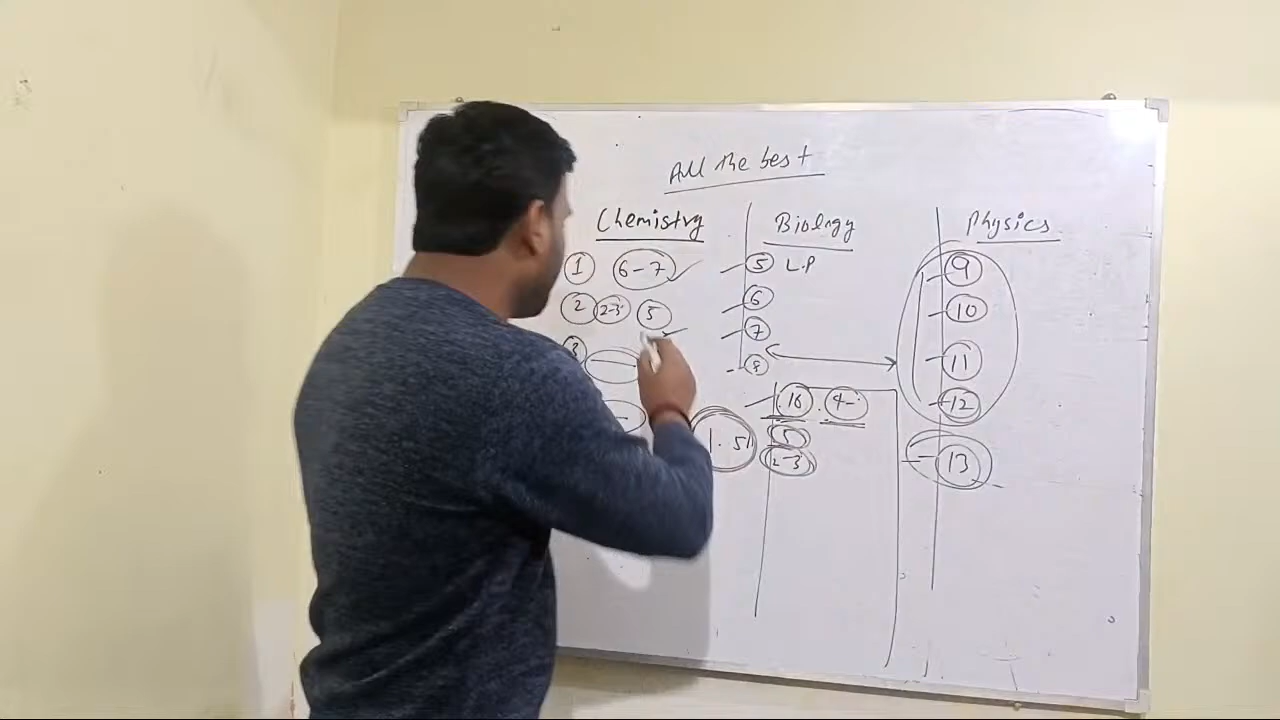 All the best
Chemistry Biology Physics
1 6-7 5 L.P 9
2 2-3 5 6 10
3 7 11
8 12
16 4-
1.5 5
2-3 13